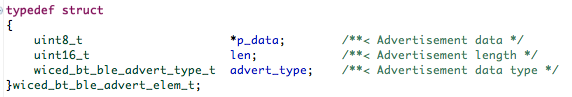 typedef struct
{
    uint8_t                   *p_data;       /**< Advertisement data */
    uint16_t                  len;           /**< Advertisement length */
    wiced_bt_ble_advert_type_t  advert_type;   /**< Advertisement data type */
}wiced_bt_ble_advert_elem_t;